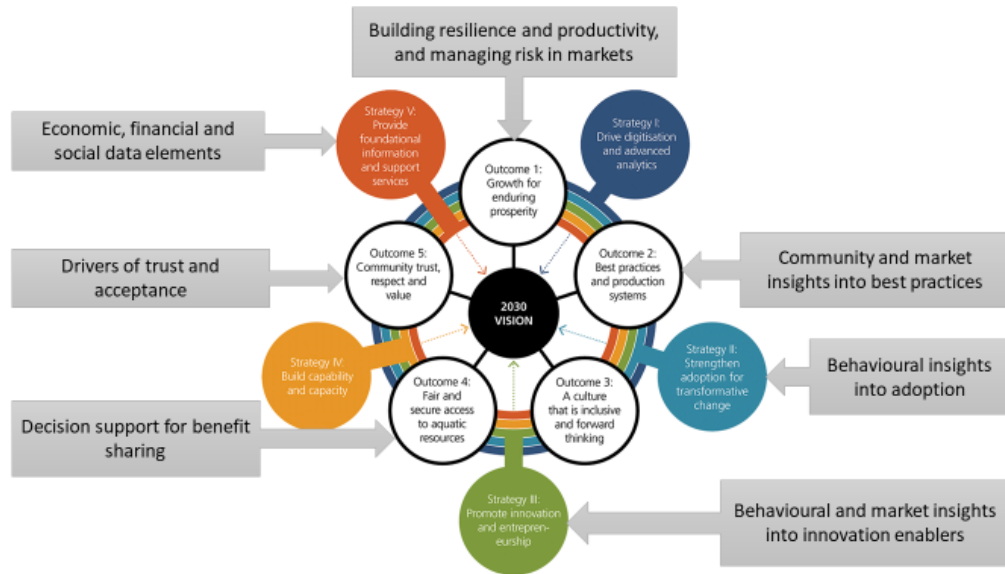 Building resilience and productivity,
and managing risk in markets
Strategy V:
Provide
foundational
information
and support
services
Strategy I:
Drive digitisation
and advanced
analytics
Economic, financial and
social data elements
Outcome 1:
Growth for
enduring
prosperity
Outcome 5:
Community trust,
respect and
value
Outcome 2:
Best practices
and production
systems
Drivers of trust and
acceptance
Community and market
insights into best practices
2030
VISION
Strategy IV:
Build capability
and capacity
Strategy II:
Strengthen
adoption for
transformative
change
Behavioural insights
into adoption
Outcome 4:
Fair and
secure access
to aquatic
resources
Outcome 3:
A culture
that is inclusive
and forward
thinking
Decision support for benefit
sharing
Strategy III:
Promote innovation
and entrepren-
eurship
Behavioural and market insights
into innovation enablers